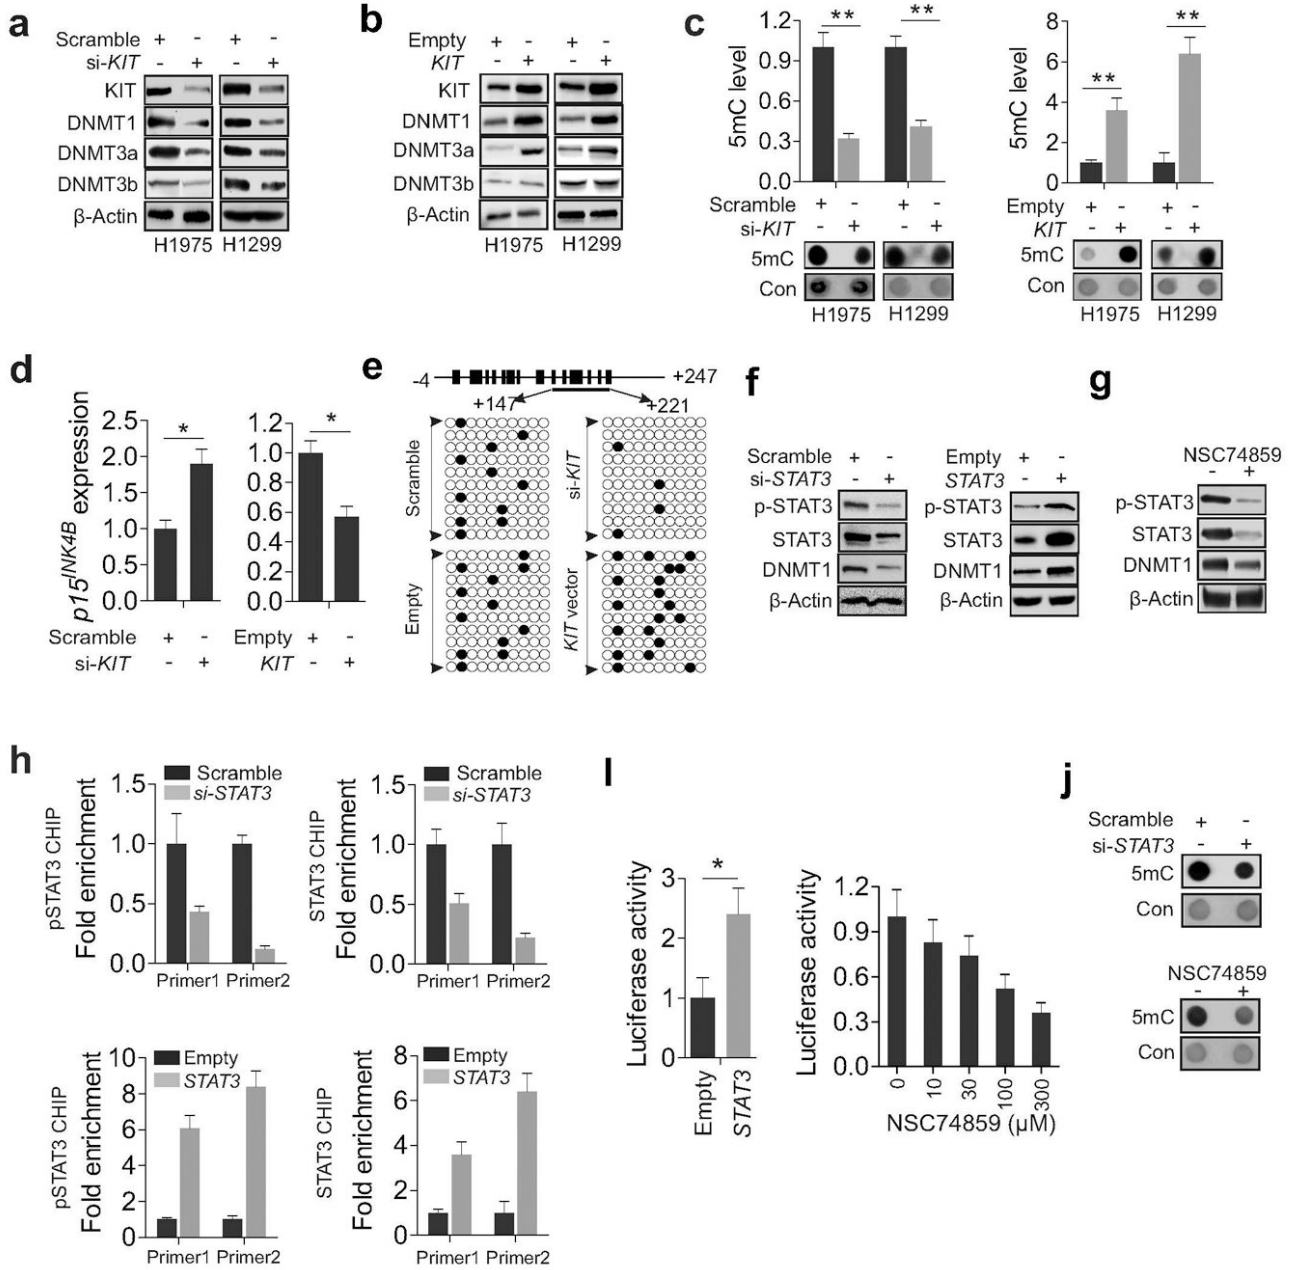 a
Scramble + - + -
si-KIT - + - +
KIT
DNMT1
DNMT3a
DNMT3b
β-Actin
H1975 H1299
b
Empty + - + -
KIT - + - +
KIT
DNMT1
DNMT3a
DNMT3b
β-Actin
H1975 H1299
c
5mC level
1.2
0.9
0.6
0.3
0.0
** **
Scramble + - + -
si-KIT - + - +
5mC
Con
H1975 H1299
5mC level
8
6
4
2
0
** **
Empty + - + -
KIT - + - +
5mC
Con
H1975 H1299
d
p15INK4B expression
2.5
2.0
1.5
1.0
0.5
0.0
*
Scramble + -
si-KIT - +
1.2
1.0
0.8
0.6
0.4
0.2
0.0
*
Empty + -
KIT - +
e
-4 +247
+147 +221
Scramble
si-KIT
Empty
KIT vector
f
Scramble + -
si-STAT3 - +
p-STAT3
STAT3
DNMT1
β-Actin
Empty + -
STAT3 - +
p-STAT3
STAT3
DNMT1
β-Actin
g
NSC74859
- +
p-STAT3
STAT3
DNMT1
β-Actin
h
pSTAT3 CHIP
Fold enrichment
Scramble
si-STAT3
1.5
1.0
0.5
0.0
Primer1 Primer2
STAT3 CHIP
Fold enrichment
Scramble
si-STAT3
1.5
1.0
0.5
0.0
Primer1 Primer2
pSTAT3 CHIP
Fold enrichment
Empty
STAT3
10
8
6
4
2
0
Primer1 Primer2
STAT3 CHIP
Fold enrichment
Empty
STAT3
8
6
4
2
0
Primer1 Primer2
I
Luciferase activity
3
2
1
0
*
Empty
STAT3
Luciferase activity
1.2
0.9
0.6
0.3
0.0
0 10 30 100 300
NSC74859 (µM)
j
Scramble + -
si-STAT3 - +
5mC
Con
NSC74859
- +
5mC
Con